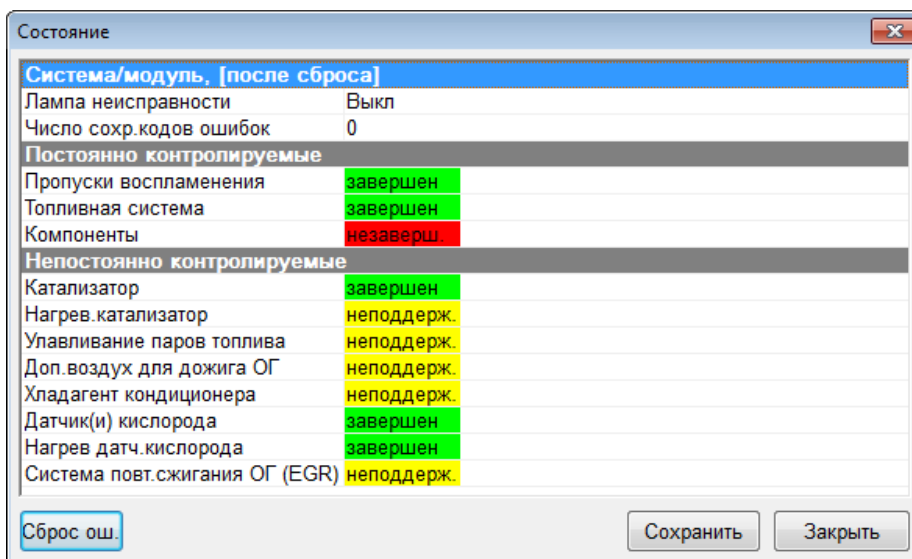 Состояние
Система/модуль, [после сброса]
Лампа неисправности Выкл
Число сохр.кодов ошибок 0
Постоянно контролируемые
Пропуски воспламенения завершен
Топливная система завершен
Компоненты незаверш.
Непостоянно контролируемые
Катализатор завершен
Нагрев.катализатор неподдерж.
Улавливание паров топлива неподдерж.
Доп.воздух для дожига ОГ неподдерж.
Хладагент кондиционера неподдерж.
Датчик(и) кислорода завершен
Нагрев датч.кислорода завершен
Система повт.сжигания ОГ (EGR) неподдерж.
Сброс ош. Сохранить Закрыть